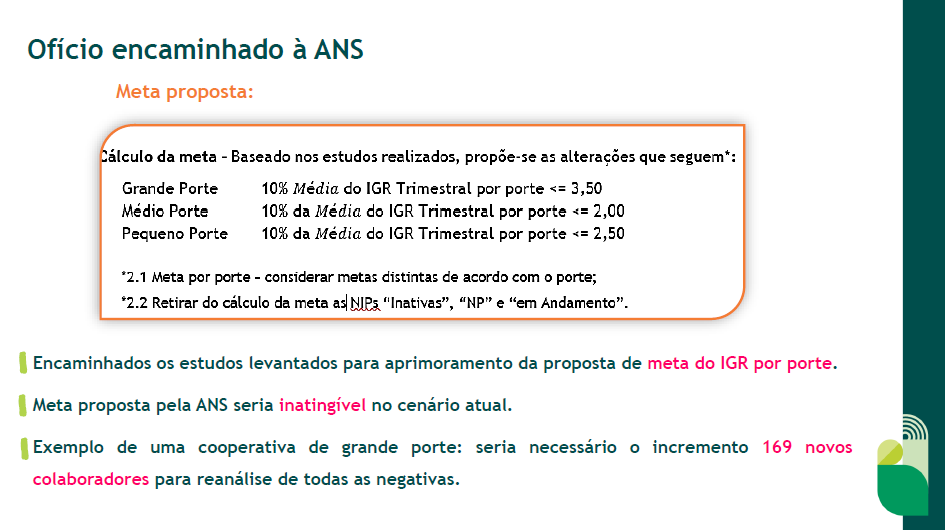 Ofício encaminhado à ANS
Meta proposta:
Cálculo da meta – Baseado nos estudos realizados, propõe-se as alterações que seguem*:
Grande Porte 10% Média do IGR Trimestral por porte <= 3,50
Médio Porte 10% da Média do IGR Trimestral por porte <= 2,00
Pequeno Porte 10% da Média do IGR Trimestral por porte <= 2,50
*2.1 Meta por porte – considerar metas distintas de acordo com o porte;
*2.2 Retirar do cálculo da meta as NIPs “Inativas”, “NP” e “em Andamento”.
Encaminhados os estudos levantados para aprimoramento da proposta de meta do IGR por porte.
Meta proposta pela ANS seria inatingível no cenário atual.
Exemplo de uma cooperativa de grande porte: seria necessário o incremento 169 novos
colaboradores para reanálise de todas as negativas.